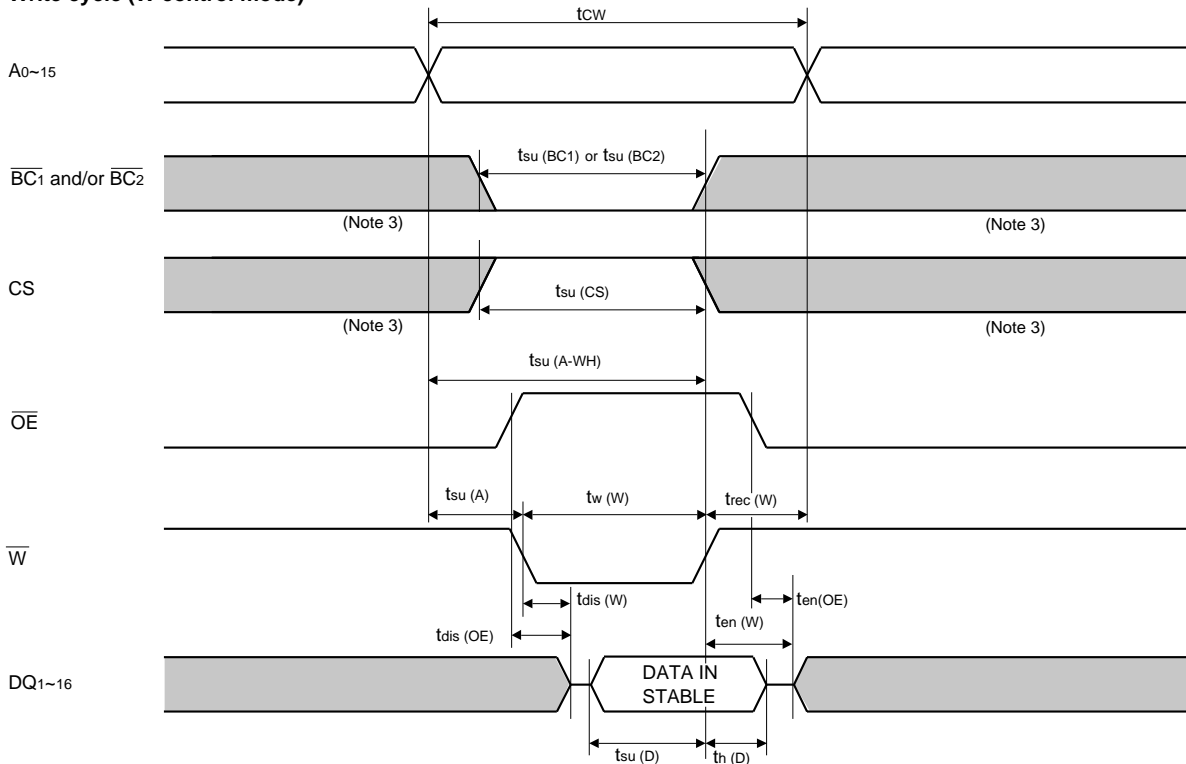 Write cycle (W control mode)
tCW
A0~15
tsu (BC1) or tsu (BC2)
BC1 and/or BC2
(Note 3)
(Note 3)
CS
tsu (CS)
(Note 3)
(Note 3)
tsu (A-WH)
OE
tsu (A)
tw (W)
trec (W)
W
tdis (W)
ten(OE)
tdis (OE)
ten (W)
DQ1~16
DATA IN
STABLE
tsu (D)
th (D)